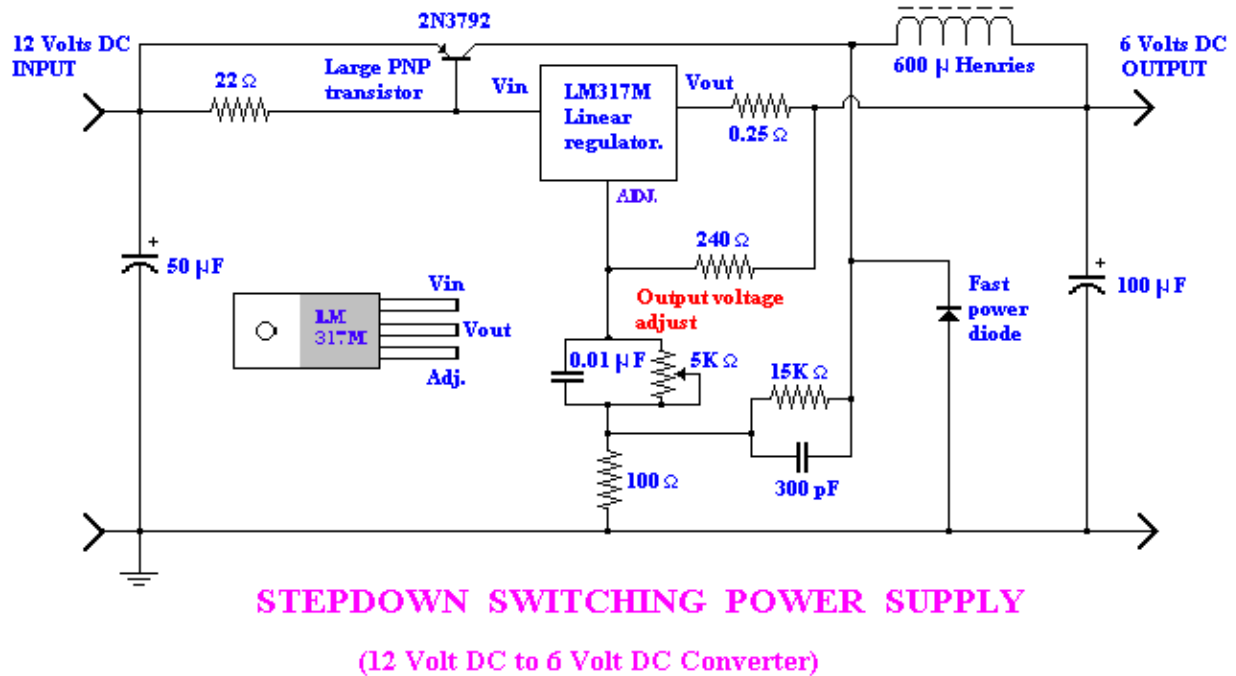 2N3792
12 Volts DC
INPUT
6 Volts DC
OUTPUT
Large PNP
transistor
600 μ Henries
22 Ω
Vin
LM317M
Linear
regulator.
Vout
0.25 Ω
ADJ.
240 Ω
50 μF
Output voltage
adjust
Vin
LM
317M
Vout
Adj.
0.01 μF
5K Ω
Fast
power
diode
100 μF
15K Ω
100 Ω
300 pF
STEPDOWN SWITCHING POWER SUPPLY
(12 Volt DC to 6 Volt DC Converter)
+
+